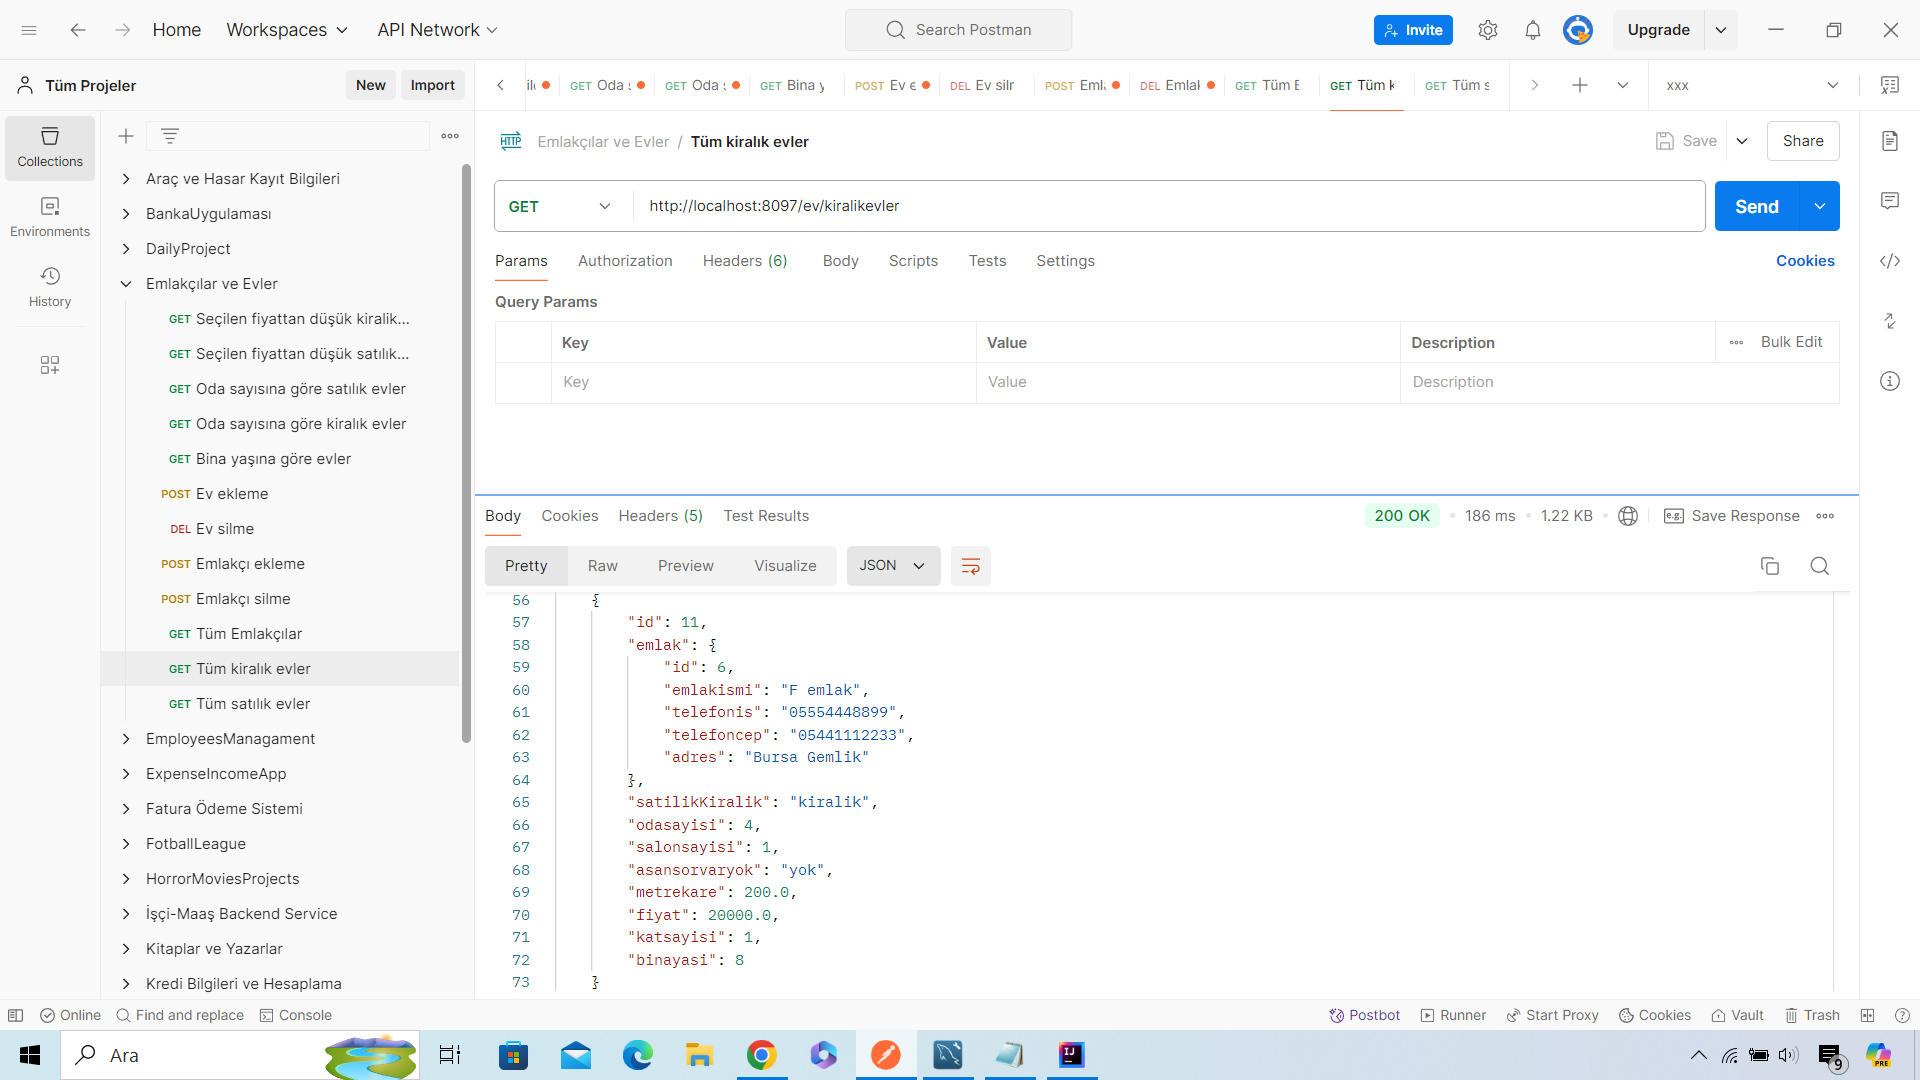 Home
Workspaces
API Network
Search Postman
Invite
Upgrade
Tüm Projeler
New
Import
GET Oda
GET Oda
GET Bina
POST Ev
DEL Ev
POST
DEL
GET Tüm
GET Tüm
GET Tüm
xxx
Collections
Environments
History
Araç ve Hasar Kayıt Bilgileri
BankaUygulaması
DailyProject
Emlakçılar ve Evler
GET Seçilen fiyattan düşük kiralik...
GET Seçilen fiyattan düşük satılık...
GET Oda sayısına göre satılık evler
GET Oda sayısına göre kiralık evler
GET Bina yaşına göre evler
POST Ev ekleme
DEL Ev silme
POST Emlakçı ekleme
POST Emlakçı silme
GET Tüm Emlakçılar
GET Tüm kiralık evler
GET Tüm satılık evler
EmployeesManagament
ExpenseIncomeApp
Fatura Ödeme Sistemi
FotballLeague
HorrorMoviesProjects
İşçi-Maaş Backend Service
Kitaplar ve Yazarlar
Kredi Bilgileri ve Hesaplama
HTTP Emlakçılar ve Evler / Tüm kiralık evler
Save
Share
GET
http://localhost:8097/ev/kiralikevler
Send
Params
Authorization
Headers (6)
Body
Scripts
Tests
Settings
Cookies
Query Params
Key
Value
Description
Bulk Edit
Key
Value
Description
Body
Cookies
Headers (5)
Test Results
200 OK
186 ms
1.22 KB
e.g. Save Response
Pretty
Raw
Preview
Visualize
JSON
56 {
57 "id": 11,
58 "emlak": {
59 "id": 6,
60 "emlakismi": "F emlak",
61 "telefonis": "05554448899",
62 "telefoncep": "05441112233",
63 "adres": "Bursa Gemlik"
64 },
65 "satilikKiralik": "kiralik",
66 "odasayisi": 4,
67 "salonsayisi": 1,
68 "asansorvaryok": "yok",
69 "metrekare": 200.0,
70 "fiyat": 20000.0,
71 "katsayisi": 1,
72 "binayasi": 8
73 }
Online
Find and replace
Console
Postbot
Runner
Start Proxy
Cookies
Vault
Trash
Ara
IJ
9
PRE